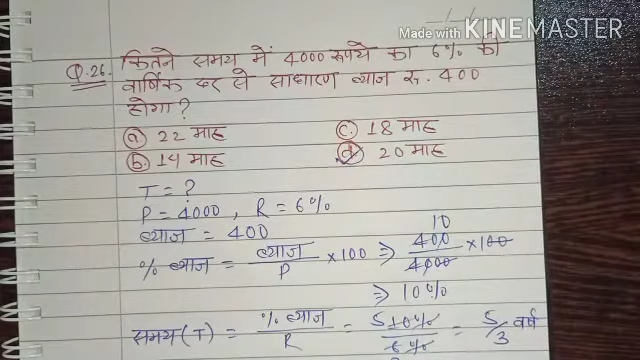 Made with KINEMASTER
Q.26. कितने समय में 4000 रुपये का 6% की
वार्षिक दर से साधारण ब्याज रु. 400
होगा?
(a) 22 माह (c) 18 माह
(b) 14 माह (d) 20 माह
T = ?
P = 4000 , R = 6%
ब्याज = 400
% ब्याज = ब्याज/P × 100 ⇒ 400/4000 × 100
10
⇒ 10%
समय (T) = % ब्याज/R = 5 10%/6% = 5/3 वर्ष